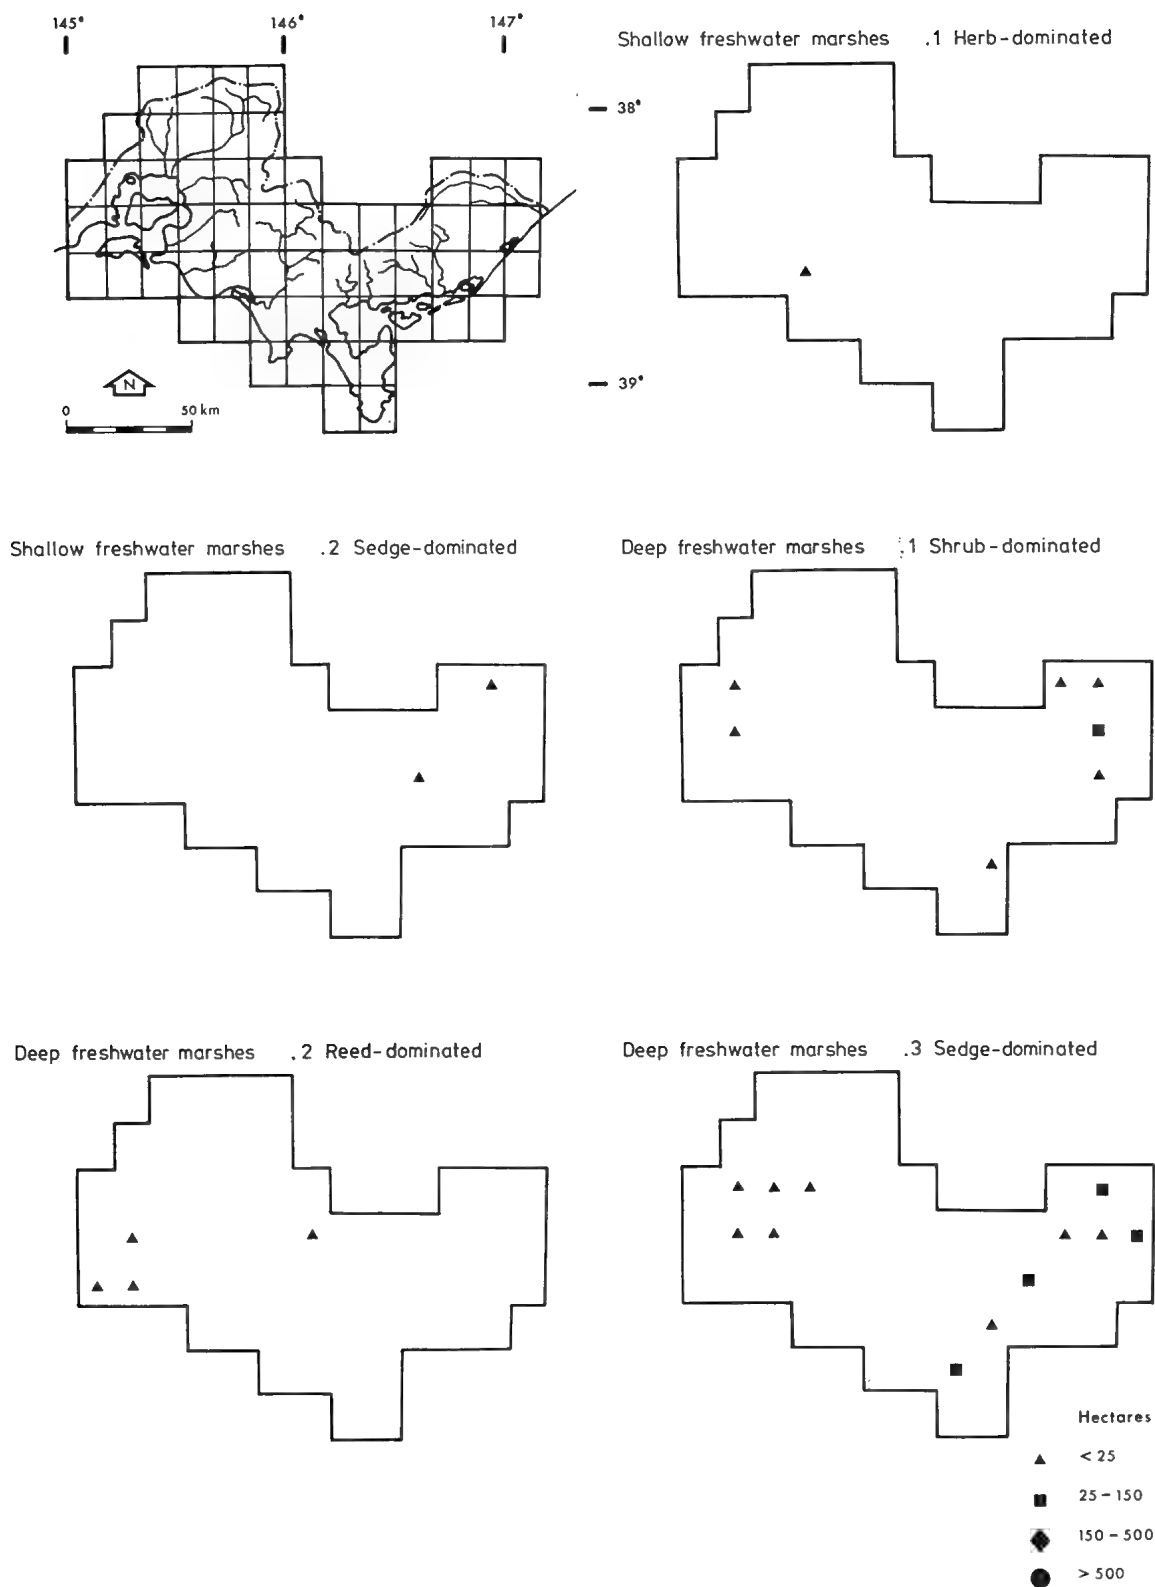 145°
146°
147°
38°
39°
N
0
50 km
Shallow freshwater marshes .1 Herb-dominated
Shallow freshwater marshes .2 Sedge-dominated
Deep freshwater marshes .1 Shrub-dominated
Deep freshwater marshes .2 Reed-dominated
Deep freshwater marshes .3 Sedge-dominated
Hectares
< 25
25 – 150
150 – 500
> 500